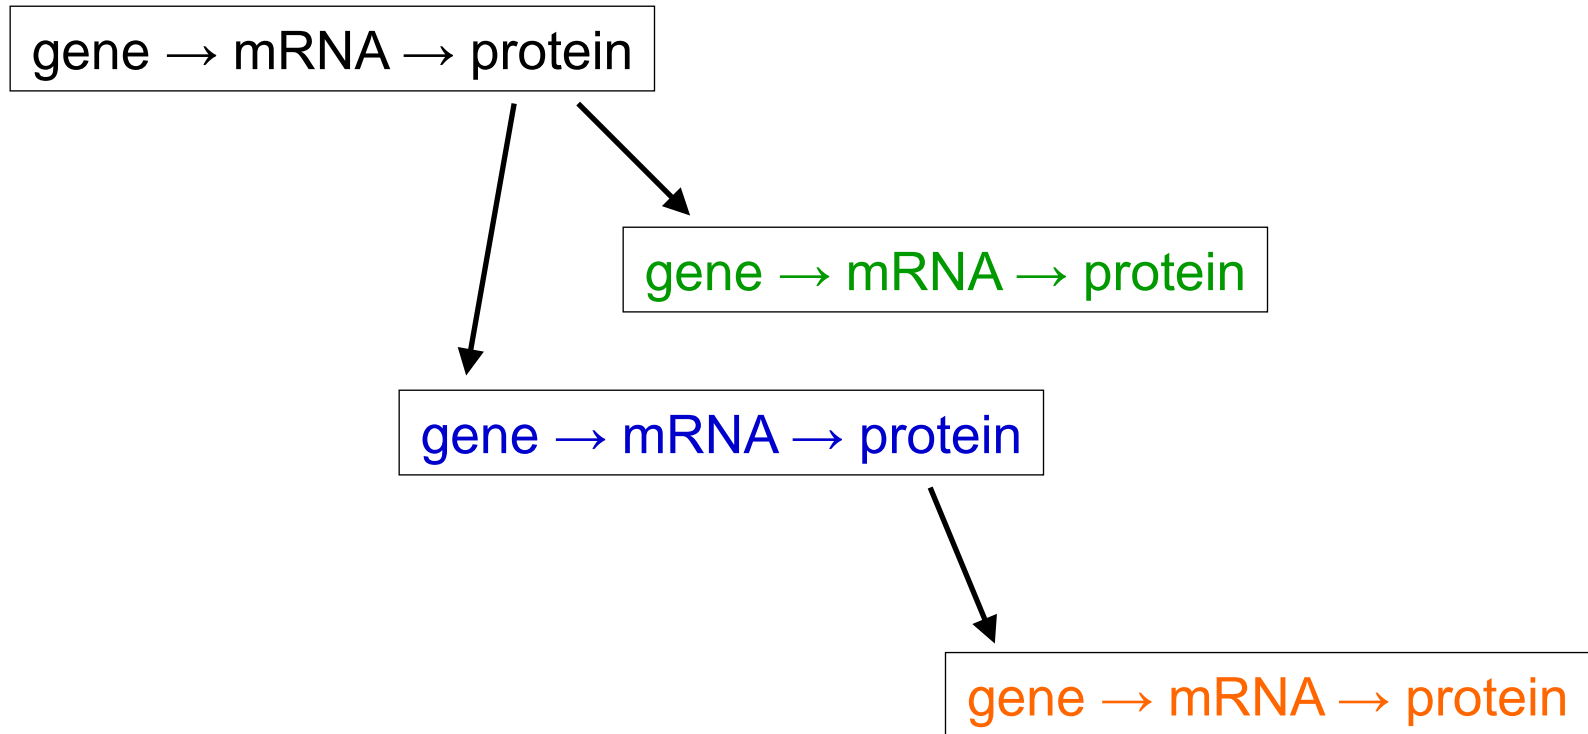 gene → mRNA → protein
gene → mRNA → protein
gene → mRNA → protein
gene → mRNA → protein